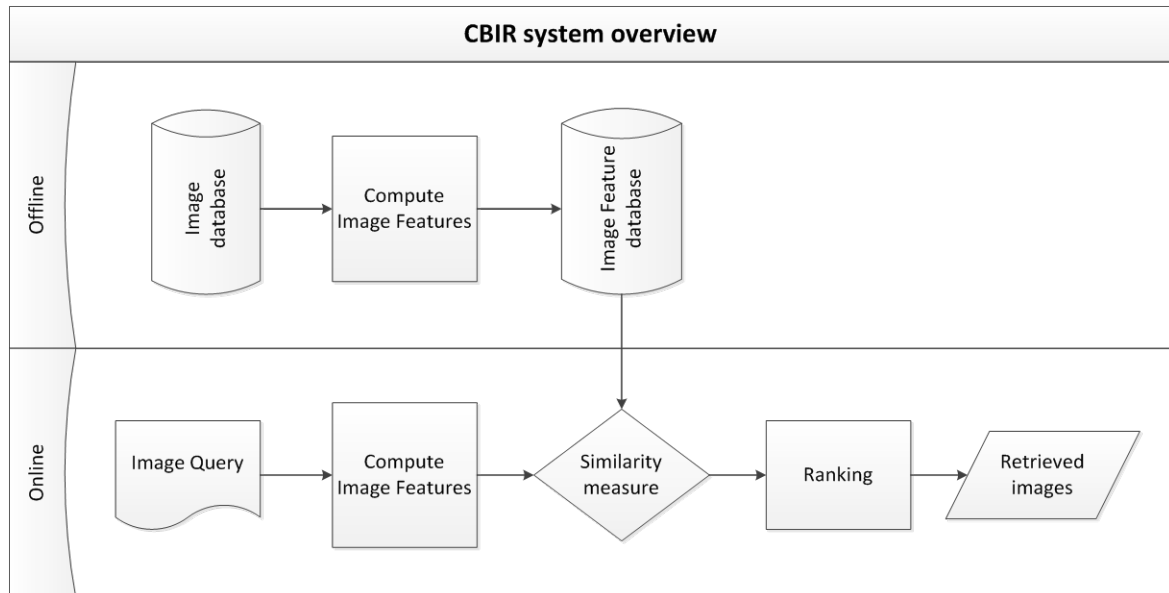 CBIR system overview
Offline
Image
database
Compute
Image Features
Image Feature
database
Online
Image Query
Compute
Image Features
Similarity
measure
Ranking
Retrieved
images